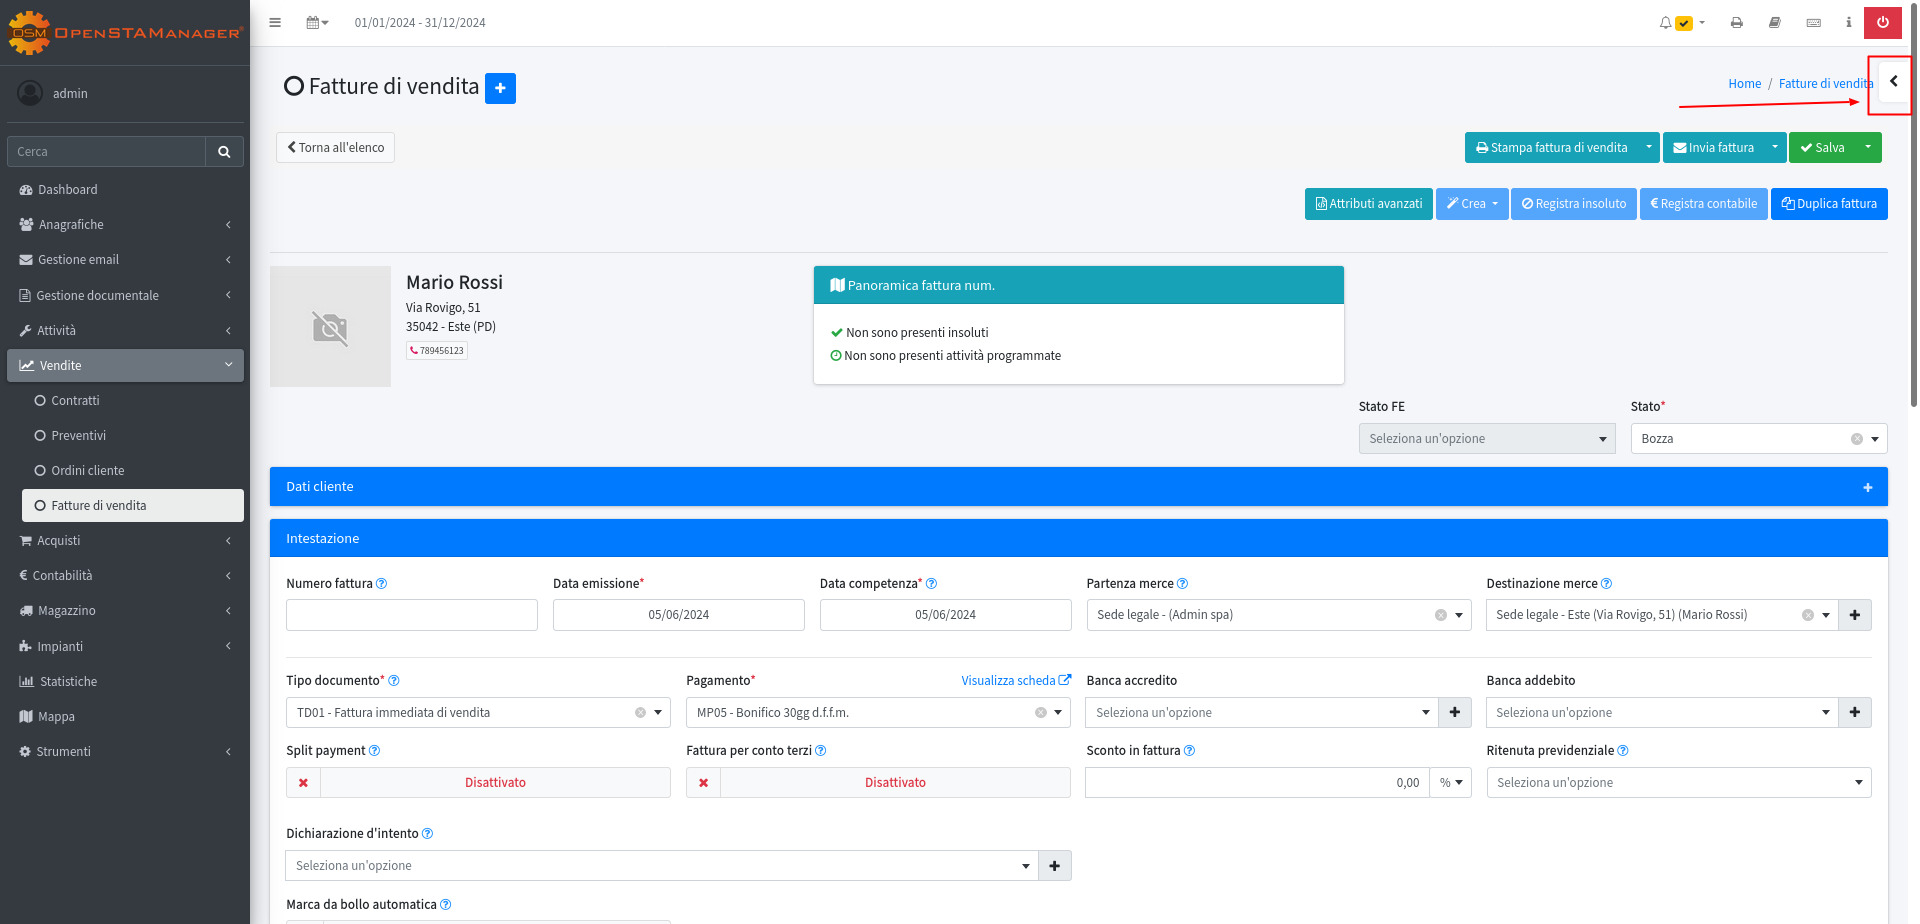 OSM OPENSTAMANAGER®
01/01/2024 - 31/12/2024
admin
Cerca
Dashboard
Anagrafiche
Gestione email
Gestione documentale
Attività
Vendite
Contratti
Preventivi
Ordini cliente
Fatture di vendita
Acquisti
Contabilità
Magazzino
Impianti
Statistiche
Mappa
Strumenti
Fatture di vendita
Home / Fatture di vendita
Torna all'elenco
Stampa fattura di vendita
Invia fattura
Salva
Attributi avanzati
Crea
Registra insoluto
Registra contabile
Duplica fattura
Mario Rossi
Via Rovigo, 51
35042 - Este (PD)
789456123
Panoramica fattura num.
Non sono presenti insoluti
Non sono presenti attività programmate
Stato FE
Seleziona un'opzione
Stato*
Bozza
Dati cliente
Intestazione
Numero fattura
Data emissione*
05/06/2024
Data competenza*
05/06/2024
Partenza merce
Sede legale - (Admin spa)
Destinazione merce
Sede legale - Este (Via Rovigo, 51) (Mario Rossi)
Tipo documento*
TD01 - Fattura immediata di vendita
Pagamento*
Visualizza scheda
MP05 - Bonifico 30gg d.f.f.m.
Banca accredito
Seleziona un'opzione
Banca addebito
Seleziona un'opzione
Split payment
Disattivato
Fattura per conto terzi
Disattivato
Sconto in fattura
0,00
%
Ritenuta previdenziale
Seleziona un'opzione
Dichiarazione d'intento
Seleziona un'opzione
Marca da bollo automatica